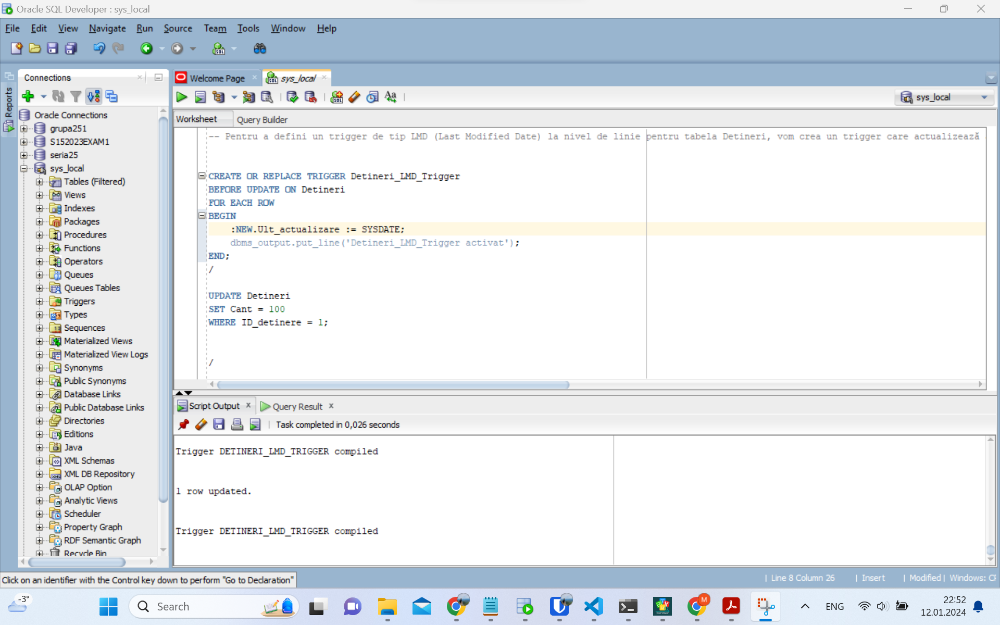 Oracle SQL Developer : sys_local
File Edit View Navigate Run Source Team Tools Window Help
Reports
Connections
Oracle Connections
grupa251
S152023EXAM1
seria25
sys_local
Tables (Filtered)
Views
Indexes
Packages
Procedures
Functions
Operators
Queues
Queues Tables
Triggers
Types
Sequences
Materialized Views
Materialized View Logs
Synonyms
Public Synonyms
Database Links
Public Database Links
Directories
Editions
Java
XML Schemas
XML DB Repository
OLAP Option
Analytic Views
Scheduler
Property Graph
RDF Semantic Graph
Recycle Bin
Welcome Page
sys_local
sys_local
Worksheet Query Builder
-- Pentru a defini un trigger de tip LMD (Last Modified Date) la nivel de linie pentru tabela Detineri, vom crea un trigger care actualizează
CREATE OR REPLACE TRIGGER Detineri_LMD_Trigger
BEFORE UPDATE ON Detineri
FOR EACH ROW
BEGIN
:NEW.Ult_actualizare := SYSDATE;
dbms_output.put_line('Detineri_LMD_Trigger activat');
END;
/
UPDATE Detineri
SET Cant = 100
WHERE ID_detinere = 1;
/
Script Output x Query Result x
Task completed in 0,026 seconds
Trigger DETINERI_LMD_TRIGGER compiled
1 row updated.
Trigger DETINERI_LMD_TRIGGER compiled
Click on an identifier with the Control key down to perform "Go to Declaration"
| Line 8 Column 26 | Insert | Modified | Windows: CF
-3°
Search
M
ENG
22:52
12.01.2024